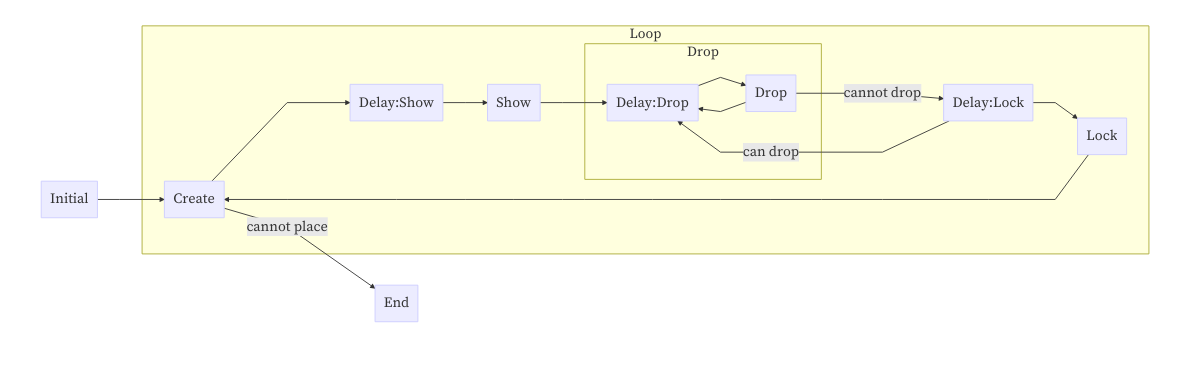 Loop
Drop
Delay:Show
Show
Delay:Drop
Drop
cannot drop
Delay:Lock
Lock
can drop
Initial
Create
cannot place
End